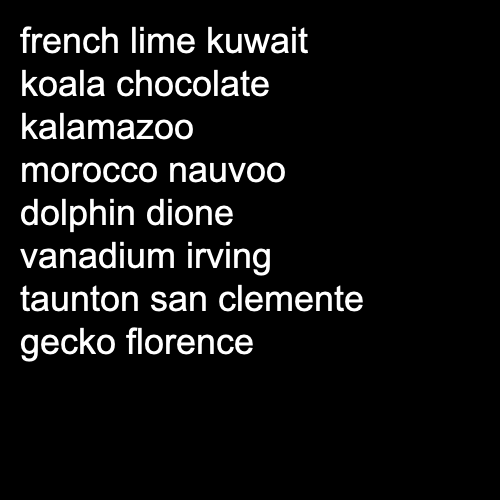 french lime kuwait
koala chocolate
kalamazoo
morocco nauvoo
dolphin dione
vanadium irving
taunton san clemente
gecko florence